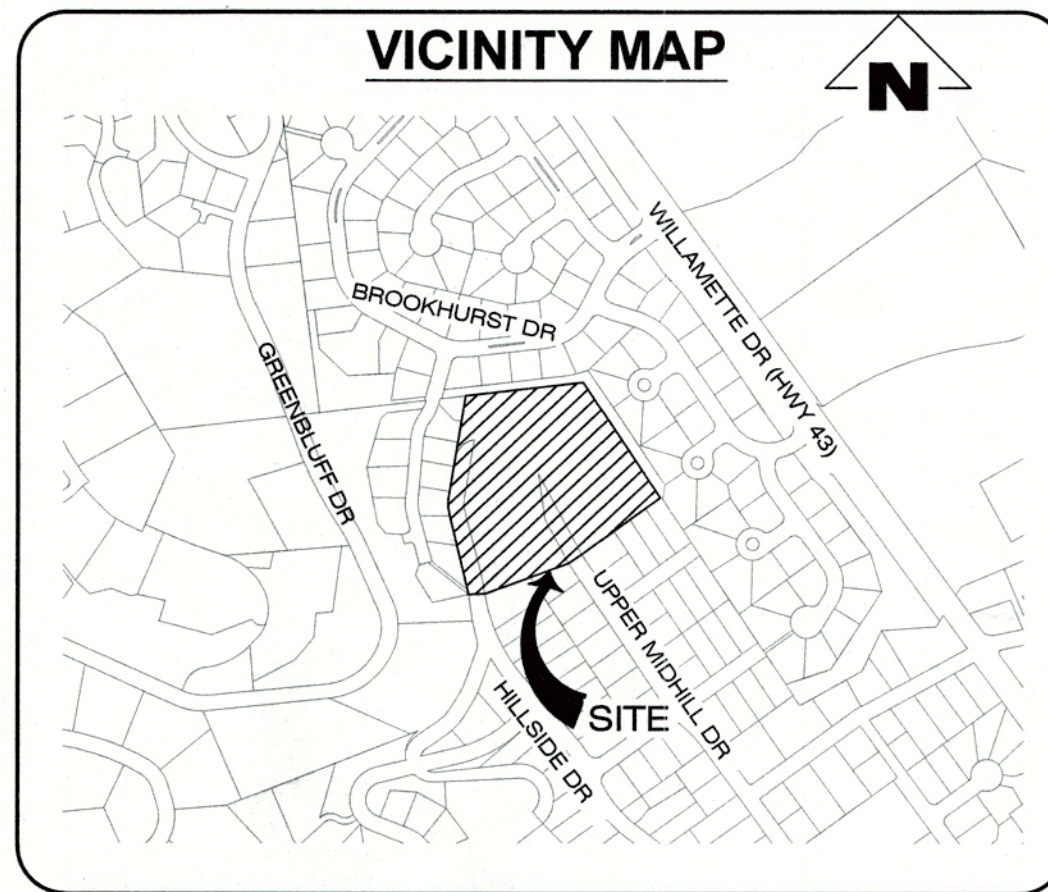 VICINITY MAP
N
WILLAMETTE DR (HWY 43)
BROOKHURST DR
GREENBLUFF DR
UPPER MIDHILL DR
SITE
HILLSIDE DR